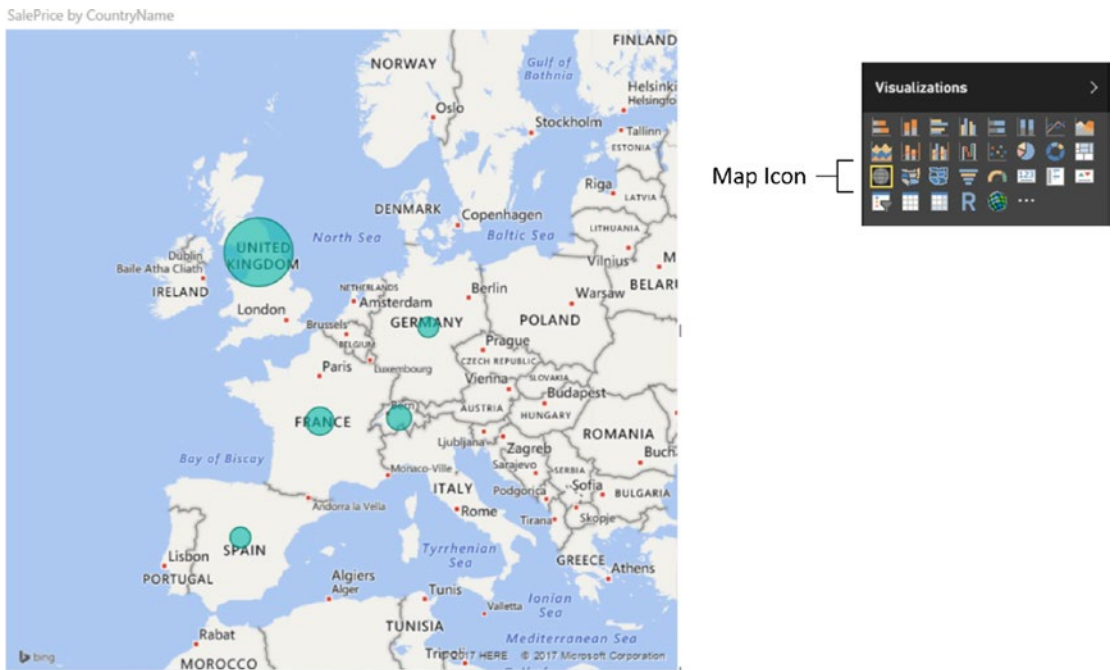 SalePrice by CountryName
FINLAND
NORWAY
Gulf of
Bothnia
Helsinki
Helsingfo
Oslo
Stockholm
Tallinn
ESTONIA
Riga
LATVIA
DENMARK
Copenhagen
LITHUANIA
North Sea
Baltic Sea
UNITED
KINGDOM
Dublin
Baile Atha Cliath
Vilnius
M
IRELAND
NETHERLANDS
Berlin
BELARU
Amsterdam
Warsaw
London
GERMANY
POLAND
Brussels
BELGIUM
Prague
Paris
Luxembourg
CZECH REPUBLIC
Vienna
SLOVAKIA
Budapest
Bern
AUSTRIA
HUNGARY
FRANCE
Ljubljana
Zagreb
ROMANIA
Bay of Biscay
Monaco-Ville
Sarajevo
SERBIA
Buch
ITALY
Podgorica
Sofia
BULGARIA
Andorra la Vella
Rome
Tirana
Skopje
SPAIN
Lisbon
Tyrrhenian
Sea
GREECE
Athens
PORTUGAL
Algiers
Alger
Tunis
Ionian
Sea
Valletta
TUNISIA
Rabat
Mediterranean Sea
bing
MOROCCO
Tripoli
2017 HERE
© 2017 Microsoft Corporation
Visualizations
Map Icon
123
R